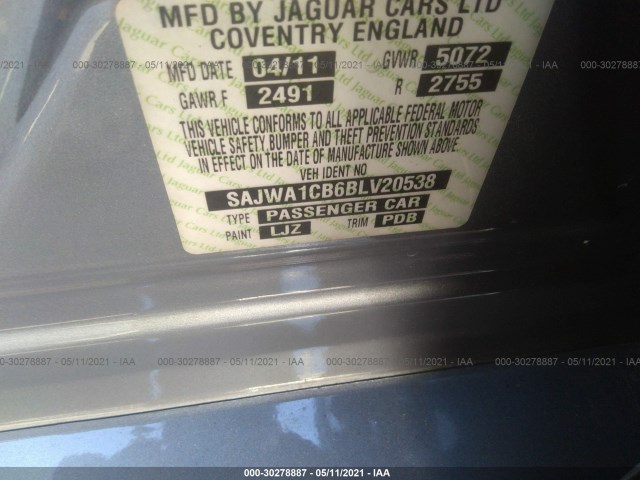 MFD BY JAGUAR CARS LTD
COVENTRY ENGLAND
MFD DATE 04/11 GVWR 5072
GAWR F 2491 R 2755
THIS VEHICLE CONFORMS TO ALL APPLICABLE FEDERAL MOTOR
VEHICLE SAFETY, BUMPER AND THEFT PREVENTION STANDARDS
IN EFFECT ON THE DATE OF MANUFACTURE SHOWN ABOVE
VEH IDENT NO
SAJWA1CB6BLV20538
TYPE PASSENGER CAR
PAINT LJZ TRIM PDB
000-30278887 - 05/11/2021 - IAA